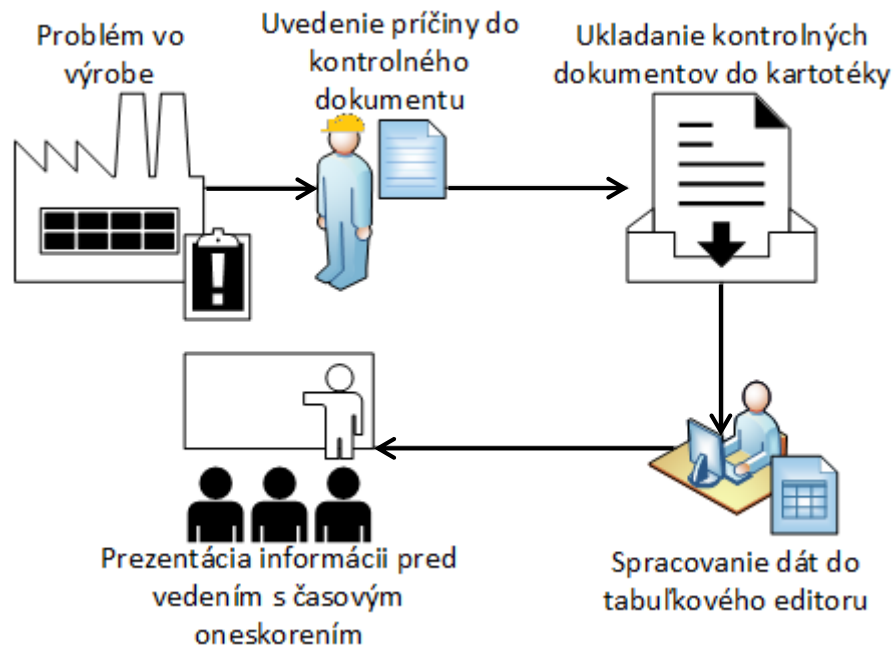 Problém vo
výrobe
Uvedenie príčiny do
kontrolného
dokumentu
Ukladanie kontrolných
dokumentov do kartotéky
Spracovanie dát do
tabuľkového editoru
Prezentácia informácii pred
vedením s časovým
oneskorením